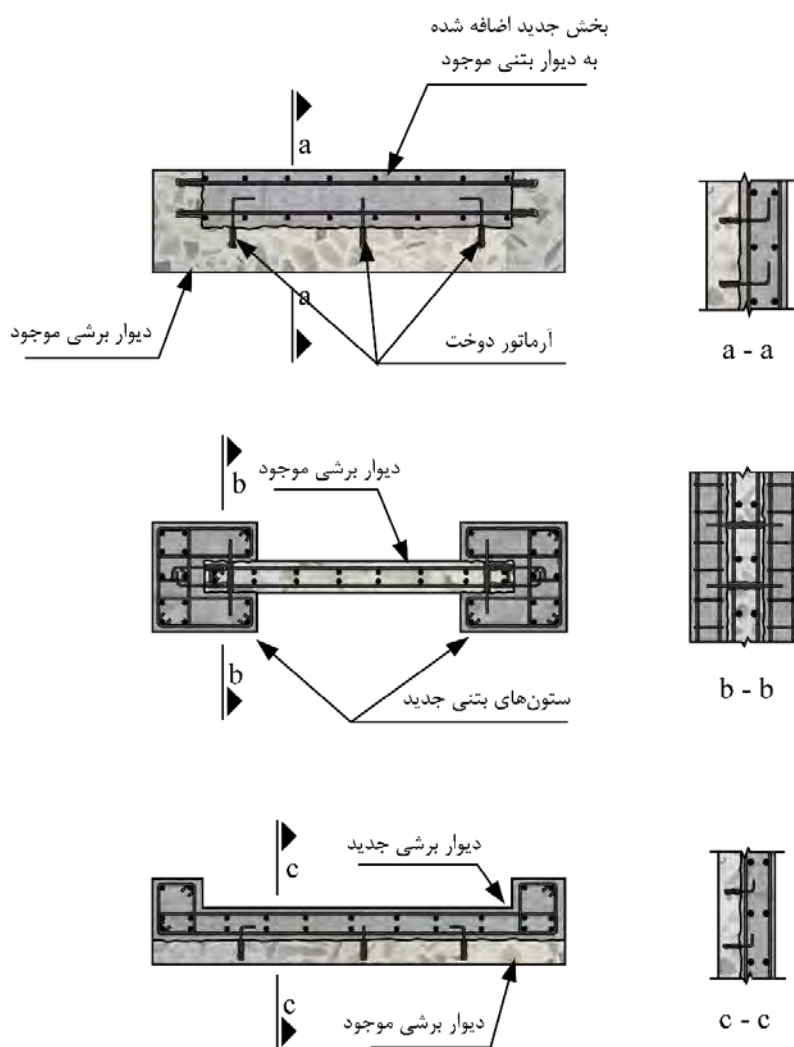 بخش جدید اضافه شده
به دیوار بتنی موجود
a
a
دیوار برشی موجود
آرماتور دوخت
a - a
b
دیوار برشی موجود
b
ستون‌های بتنی جدید
b - b
c
دیوار برشی جدید
c
دیوار برشی موجود
c - c